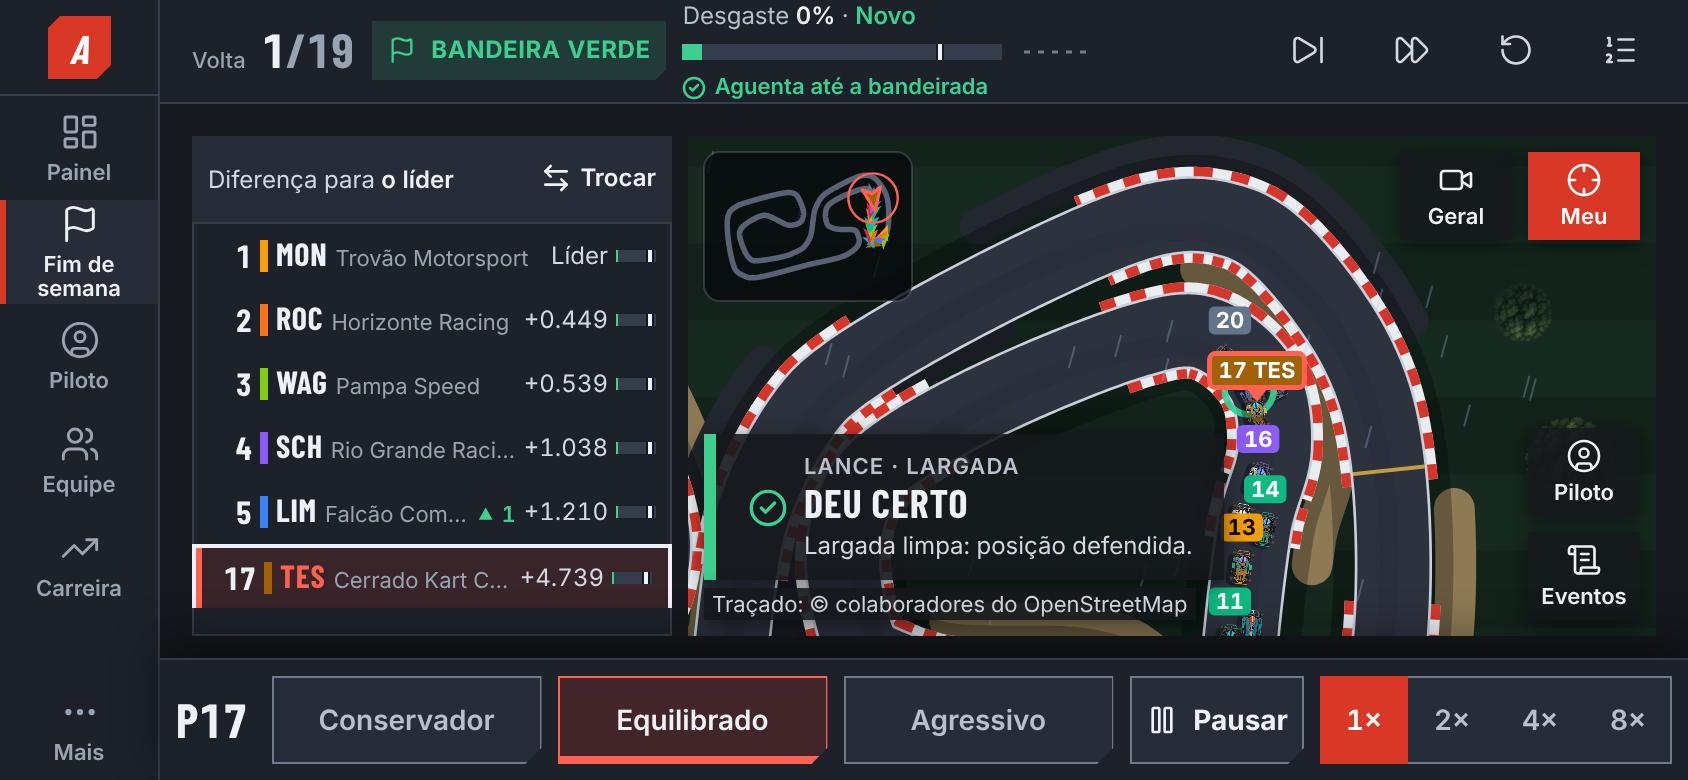 A
Painel
Fim de
semana
Piloto
Equipe
Carreira
Mais
Volta 1/19
BANDEIRA VERDE
Desgaste 0% · Novo
Aguenta até a bandeirada
1
2
Diferença para o líder
Trocar
1 MON Trovão Motorsport Líder
2 ROC Horizonte Racing +0.449
3 WAG Pampa Speed +0.539
4 SCH Rio Grande Raci... +1.038
5 LIM Falcão Com... ▲ 1 +1.210
17 TES Cerrado Kart C... +4.739
Geral
Meu
20
17 TES
16
14
13
11
LANCE · LARGADA
DEU CERTO
Largada limpa: posição defendida.
Traçado: © colaboradores do OpenStreetMap
Piloto
Eventos
P17
Conservador
Equilibrado
Agressivo
Pausar
1×
2×
4×
8×